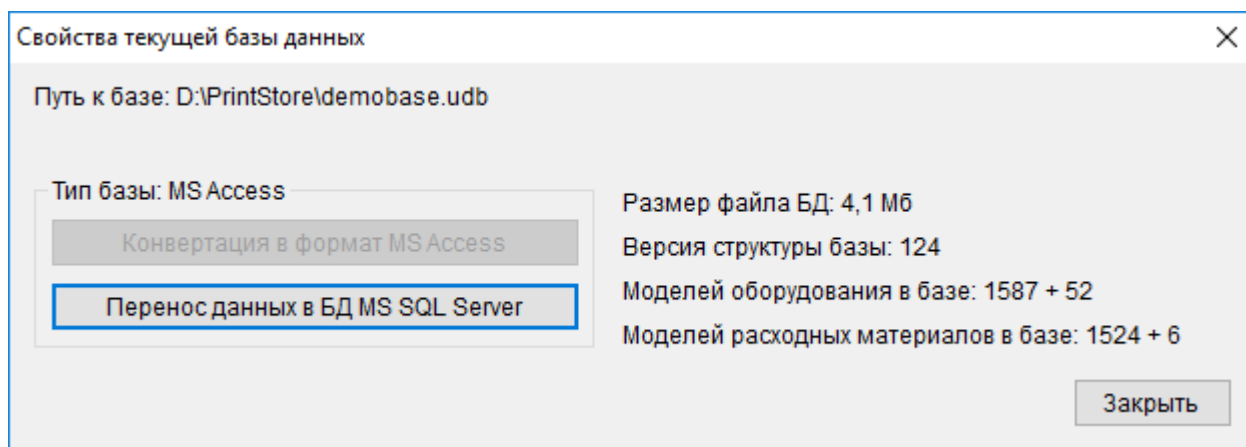 Свойства текущей базы данных
Путь к базе: D:\PrintStore\demobase.udb
Тип базы: MS Access
Конвертация в формат MS Access
Перенос данных в БД MS SQL Server
Размер файла БД: 4,1 Мб
Версия структуры базы: 124
Моделей оборудования в базе: 1587 + 52
Моделей расходных материалов в базе: 1524 + 6
Закрыть